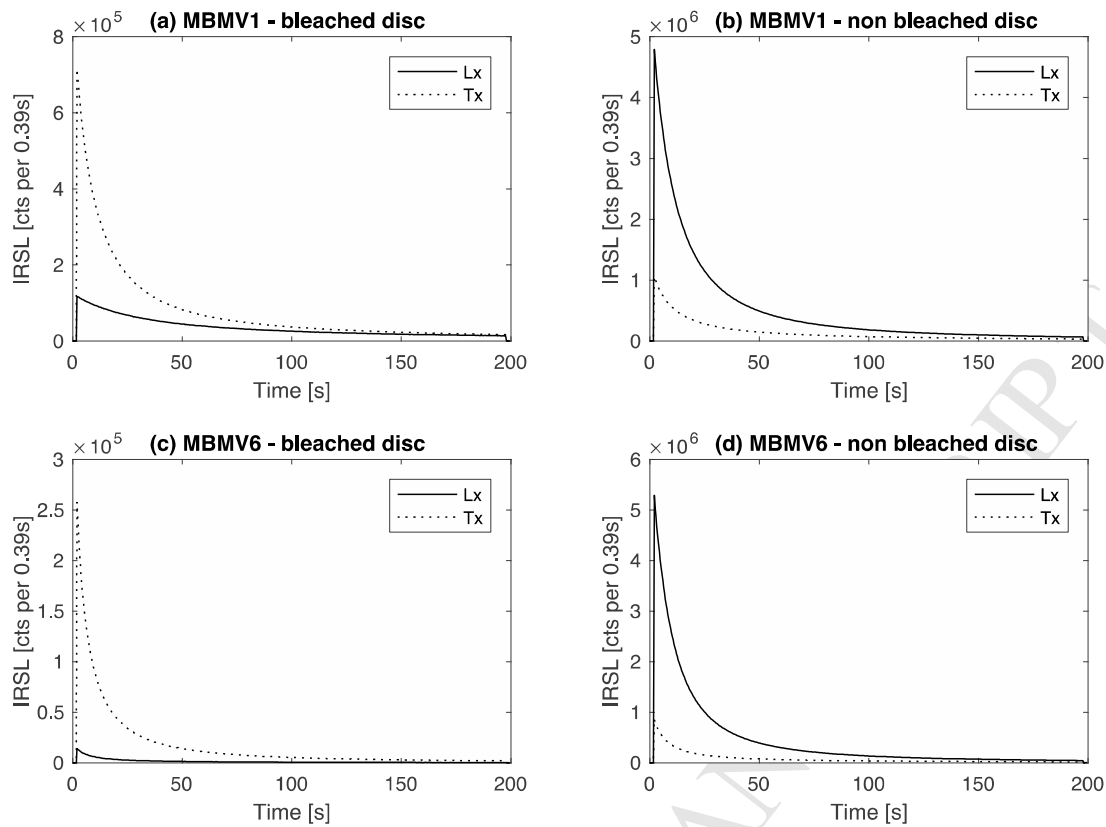 (a) MBMV1 - bleached disc
× 10^5
8
6
4
2
0
IRSL [cts per 0.39s]
Lx
Tx
0 50 100 150 200
Time [s]
(b) MBMV1 - non bleached disc
× 10^6
5
4
3
2
1
0
IRSL [cts per 0.39s]
Lx
Tx
0 50 100 150 200
Time [s]
(c) MBMV6 - bleached disc
× 10^5
3
2.5
2
1.5
1
0.5
0
IRSL [cts per 0.39s]
Lx
Tx
0 50 100 150 200
Time [s]
(d) MBMV6 - non bleached disc
× 10^6
6
5
4
3
2
1
0
IRSL [cts per 0.39s]
Lx
Tx
0 50 100 150 200
Time [s]